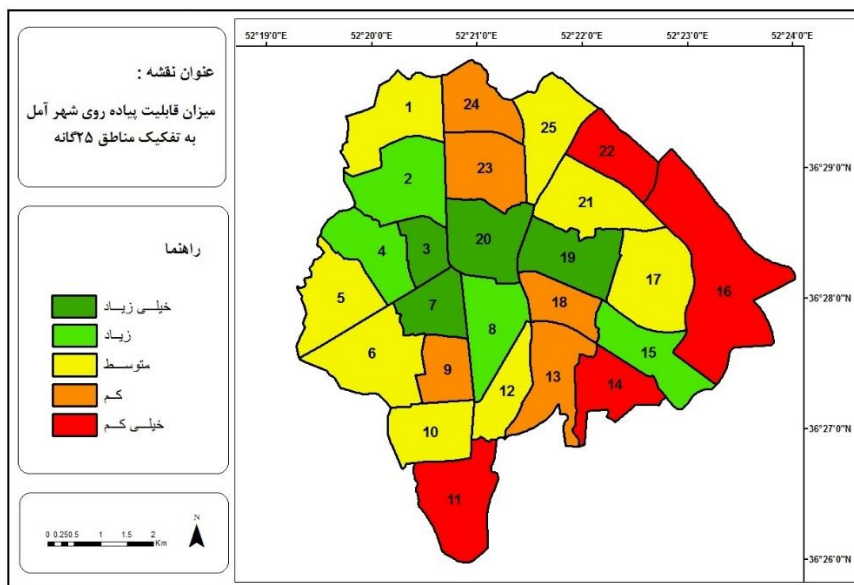 عنوان نقشه :
میزان قابلیت پیاده روی شهر آمل
به تفکیک مناطق ۲۵گانه
راهنما
خیلی زیاد
زیاد
متوسط
کم
خیلی کم
0 0.25 0.5 1 1.5 2
Km
N
52°19'0"E 52°20'0"E 52°21'0"E 52°22'0"E 52°23'0"E 52°24'0"E
36°29'0"N
36°28'0"N
36°27'0"N
36°26'0"N
1
24
25
22
2
23
21
3
20
4
19
17
5
16
7
18
8
15
6
9
12
13
14
10
11